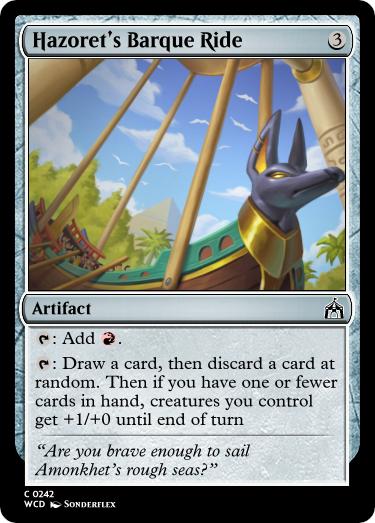 Hazoret's Barque Ride 3
Artifact
: Add .
: Draw a card, then discard a card at
random. Then if you have one or fewer
cards in hand, creatures you control
get +1/+0 until end of turn
“Are you brave enough to sail
Amonkhet's rough seas?”
C 0242
WCD Sonderflex